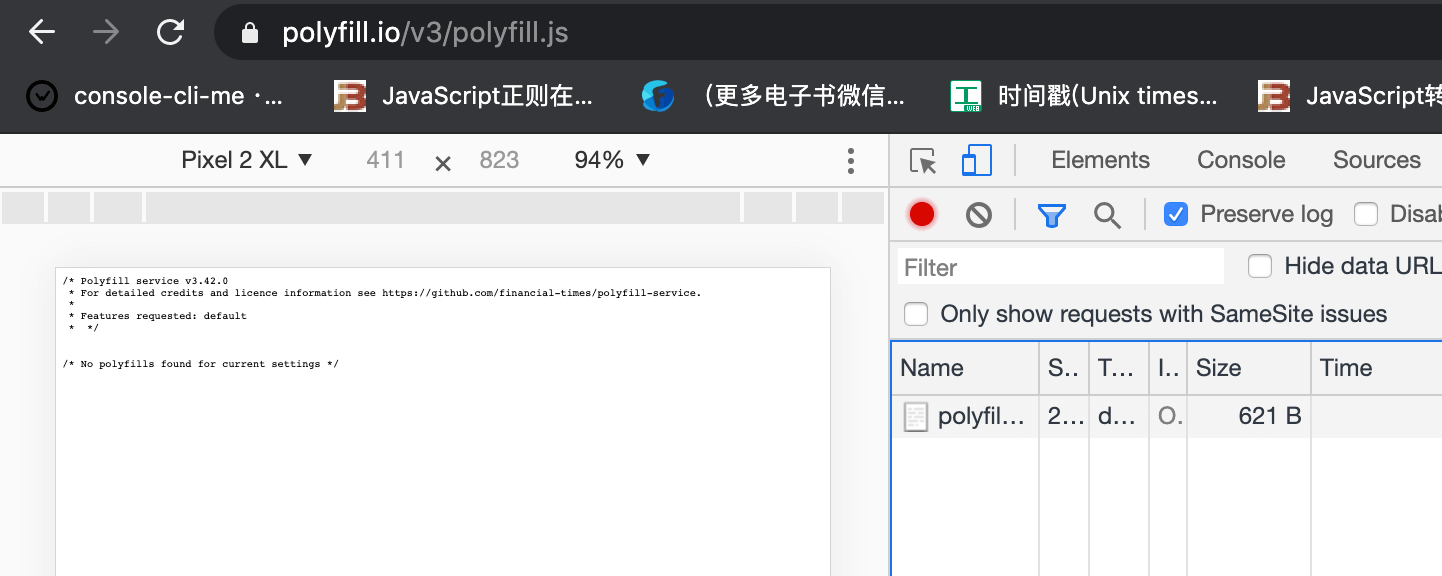 polyfill.io/v3/polyfill.js
console-cli-me ·...
JavaScript正则在...
（更多电子书微信...
时间戳(Unix times...
JavaScript转
Pixel 2 XL ▼ 411 × 823 94% ▼
Elements Console Sources
Preserve log Disab
Filter Hide data URL
Only show requests with SameSite issues
Name S.. T... I.. Size Time
polyfil... 2... d... O. 621 B
/* Polyfill service v3.42.0
* For detailed credits and licence information see https://github.com/financial-times/polyfill-service.
*
* Features requested: default
* */
/* No polyfills found for current settings */